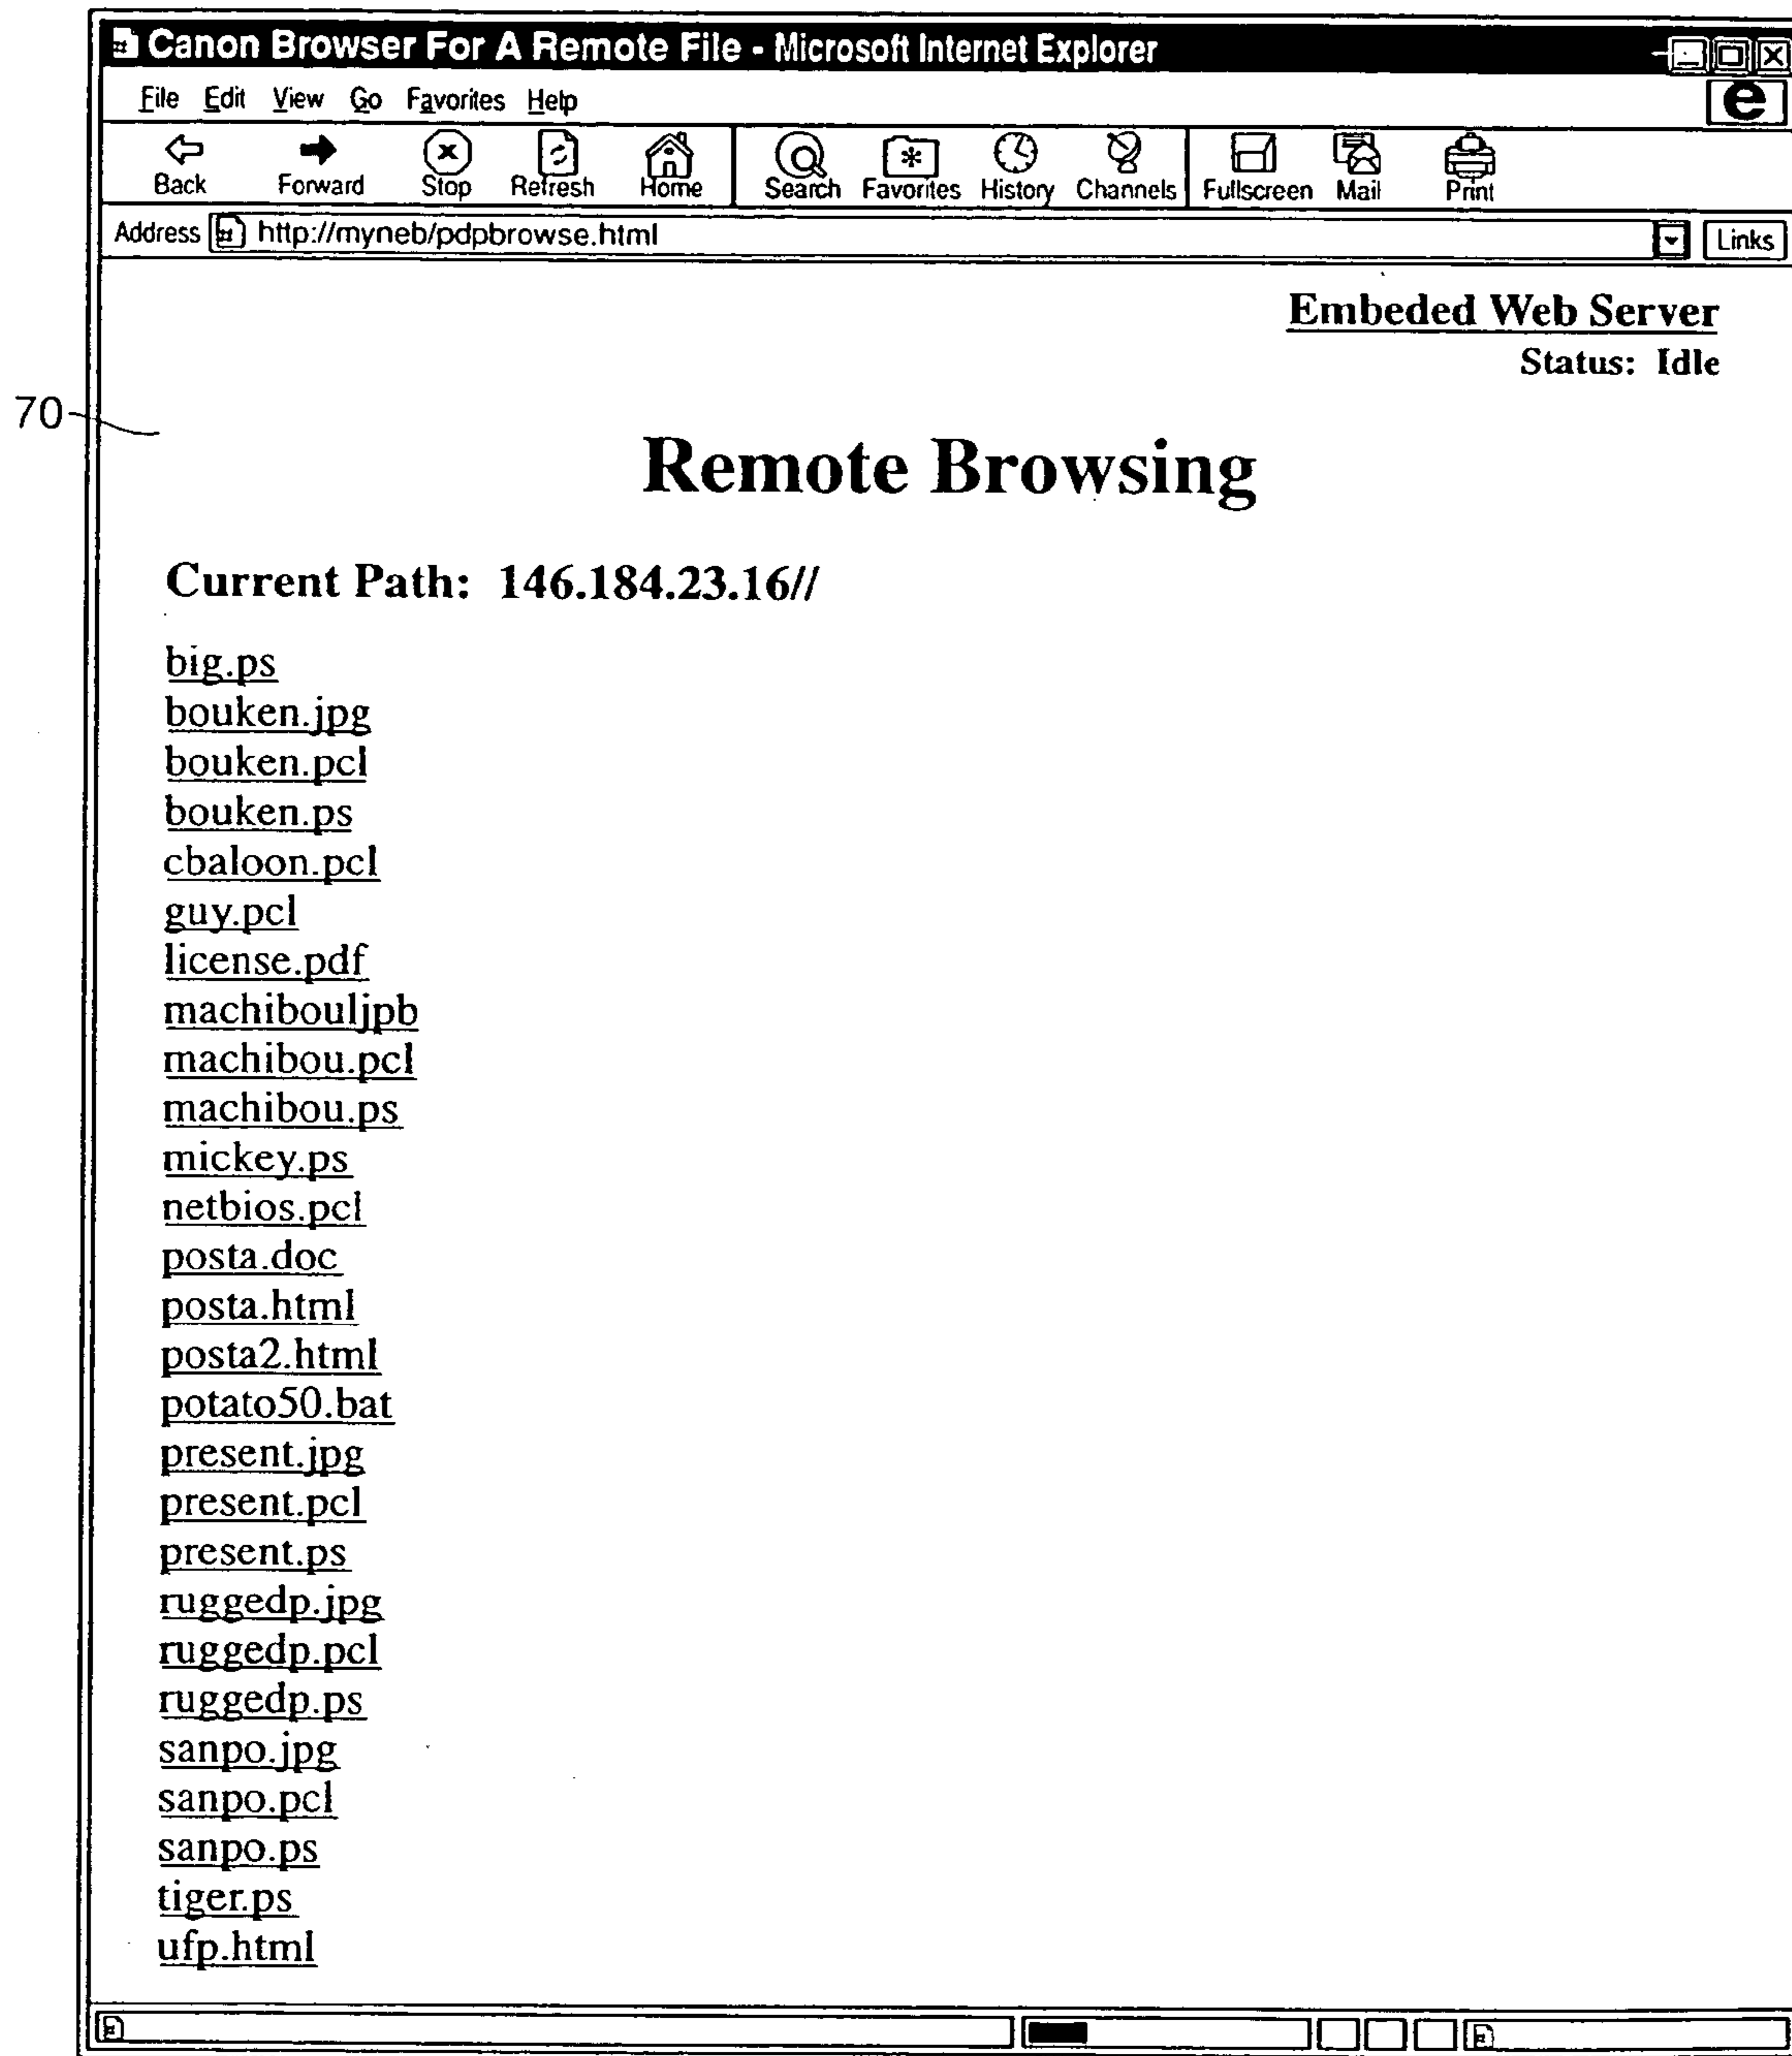 Canon Browser For A Remote File - Microsoft Internet Explorer
File Edit View Go Favorites Help
e
Back Forward Stop Refresh Home Search Favorites History Channels Fullscreen Mail Print
Address http://myneb/pdpbrowse.html Links
Embeded Web Server
Status: Idle
70
Remote Browsing
Current Path: 146.184.23.16//
big.ps
bouken.jpg
bouken.pcl
bouken.ps
cbaloon.pcl
guy.pcl
license.pdf
machibouljpb
machibou.pcl
machibou.ps
mickey.ps
netbios.pcl
posta.doc
posta.html
posta2.html
potato50.bat
present.jpg
present.pcl
present.ps
ruggedp.jpg
ruggedp.pcl
ruggedp.ps
sanpo.jpg
sanpo.pcl
sanpo.ps
tiger.ps
ufp.html